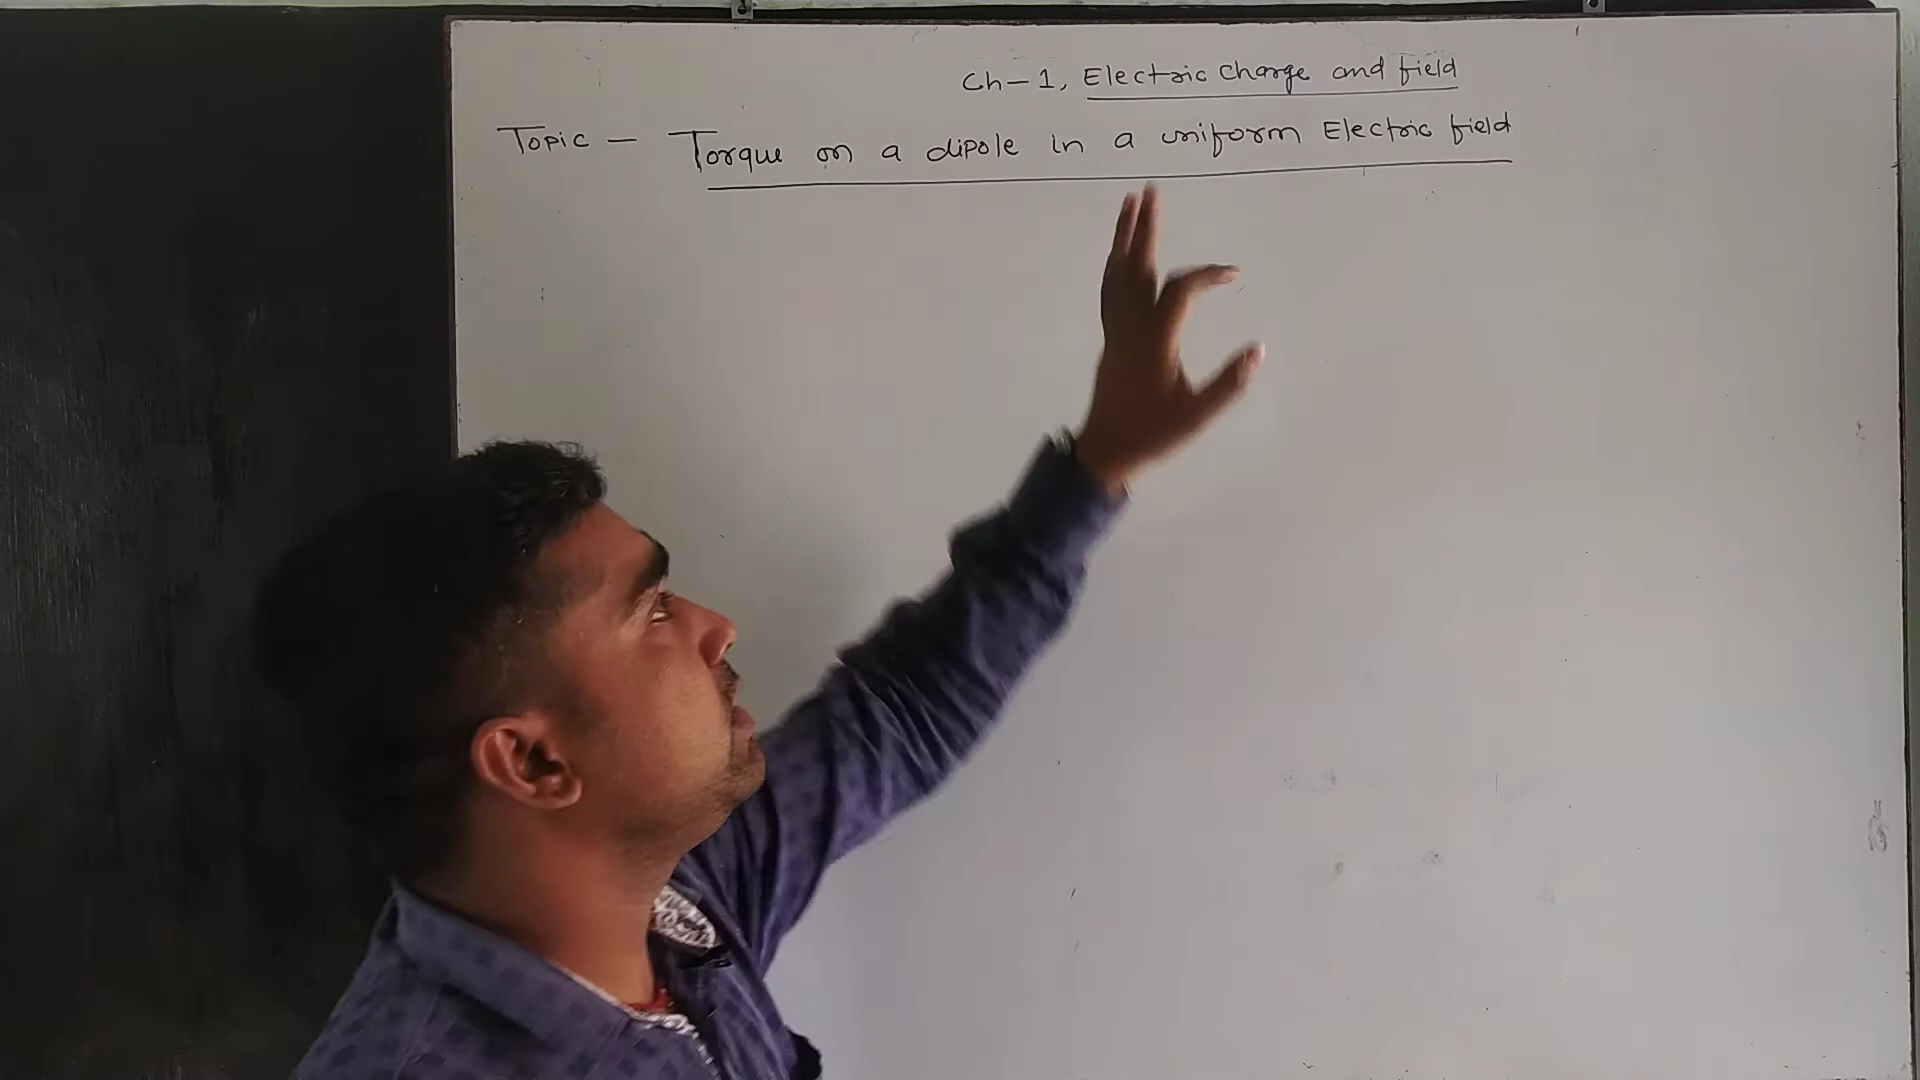 Ch-1, Electric Charge and field
Topic - Torque on a dipole in a uniform Electric field